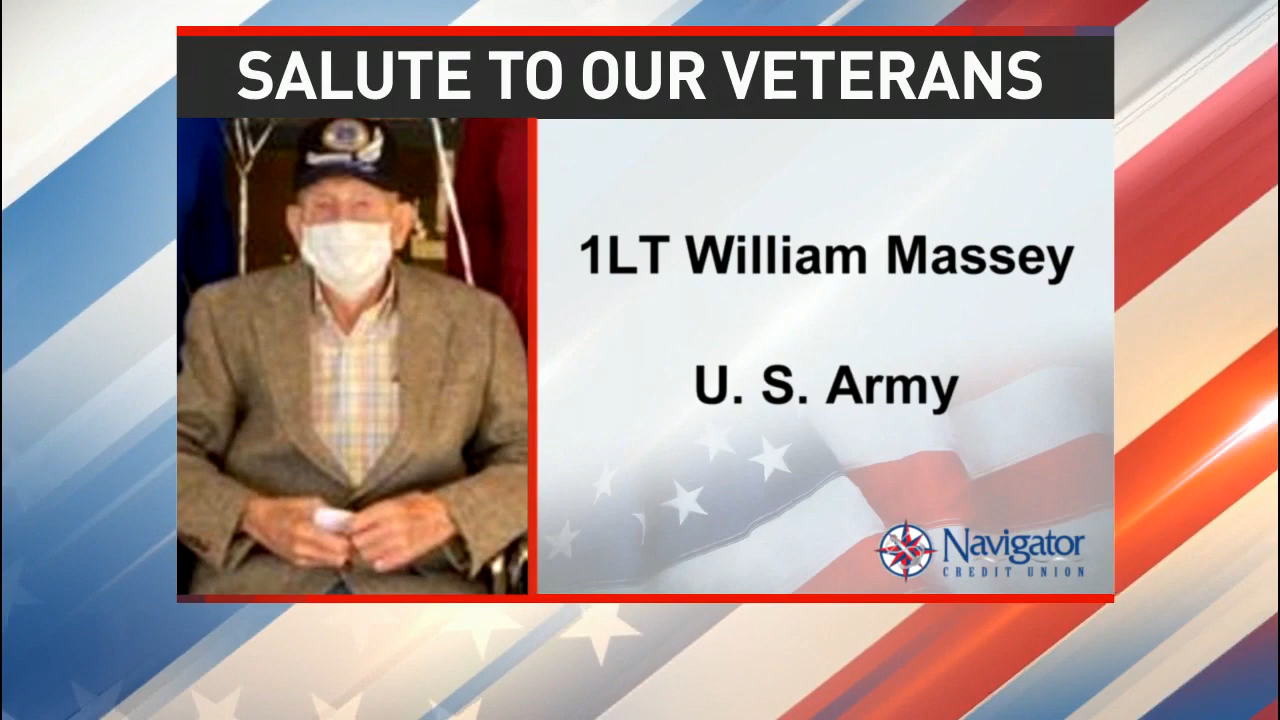 SALUTE TO OUR VETERANS
1LT William Massey
U. S. Army
Navigator
CREDIT UNION